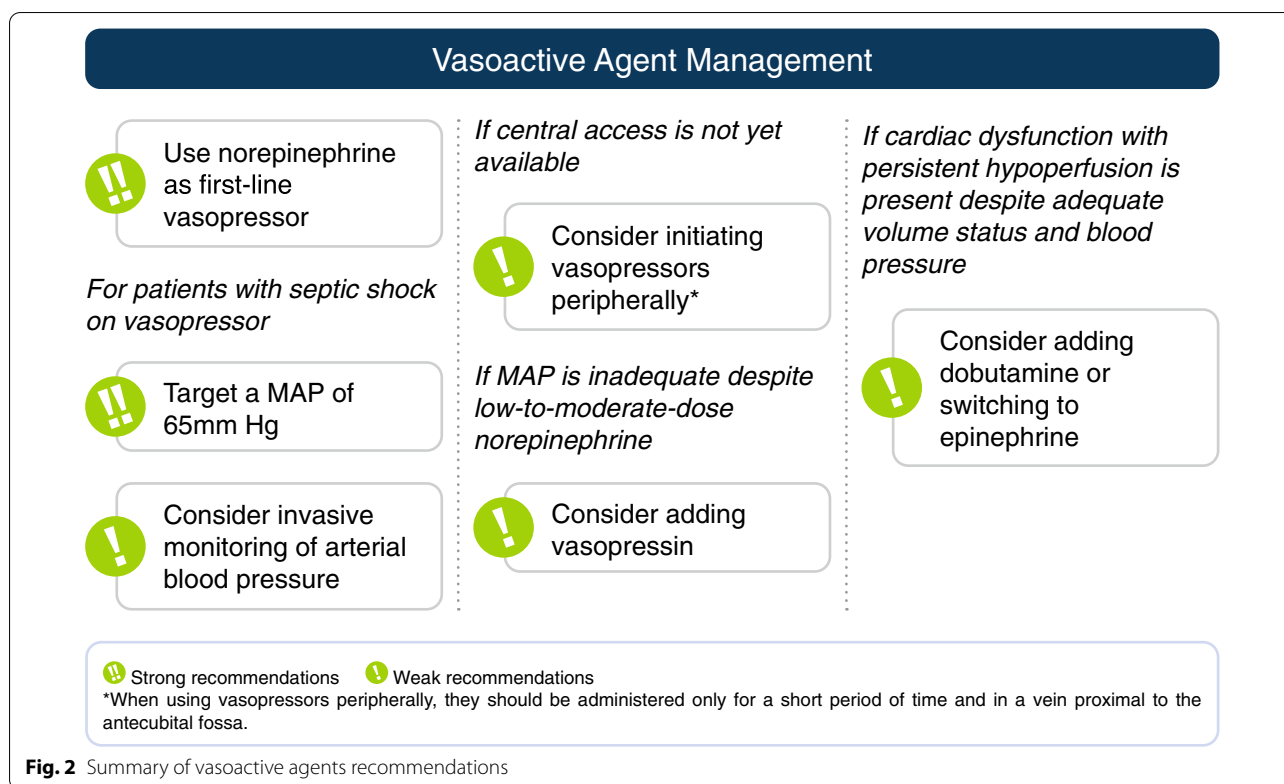 Vasoactive Agent Management
Use norepinephrine
as first-line
vasopressor
For patients with septic shock
on vasopressor
Target a MAP of
65mm Hg
Consider invasive
monitoring of arterial
blood pressure
If central access is not yet
available
Consider initiating
vasopressors
peripherally*
If MAP is inadequate despite
low-to-moderate-dose
norepinephrine
Consider adding
vasopressin
If cardiac dysfunction with
persistent hypoperfusion is
present despite adequate
volume status and blood
pressure
Consider adding
dobutamine or
switching to
epinephrine
Strong recommendations Weak recommendations
*When using vasopressors peripherally, they should be administered only for a short period of time and in a vein proximal to the
antecubital fossa.
Fig. 2 Summary of vasoactive agents recommendations